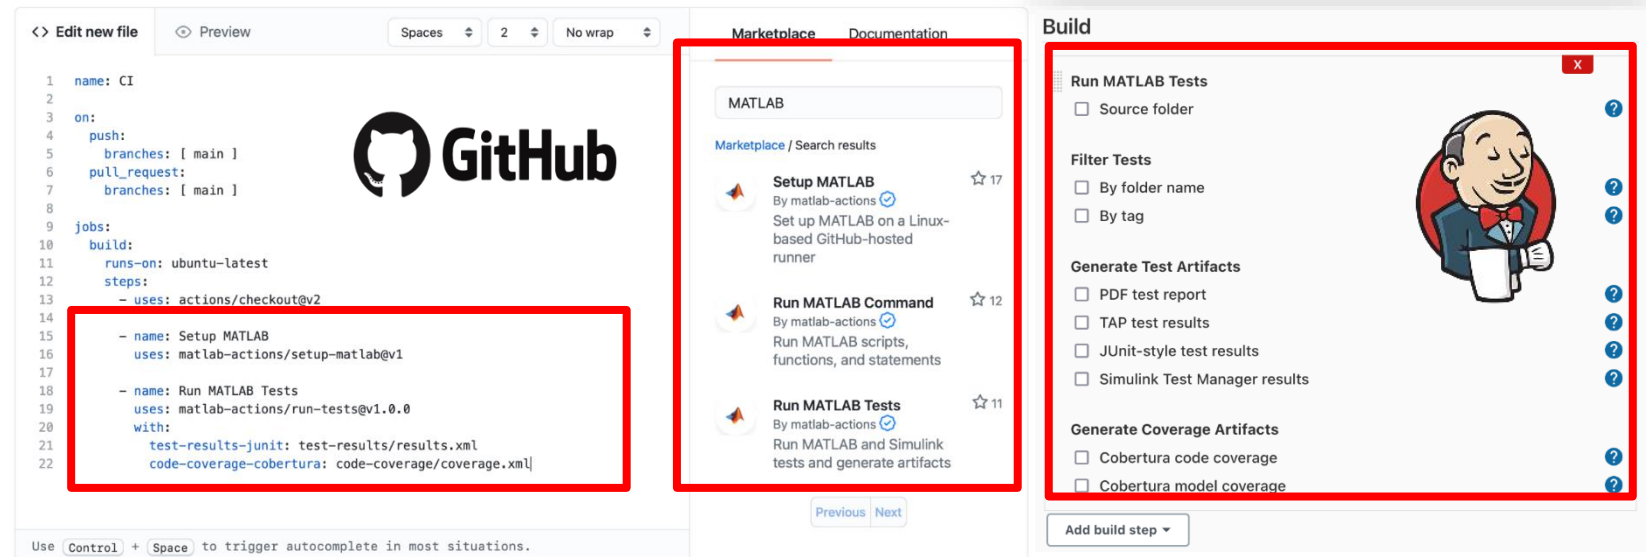 <> Edit new file
Preview
Spaces
2
No wrap
1 name: CI
2
3 on:
4 push:
5 branches: [ main ]
6 pull_request:
7 branches: [ main ]
8
9 jobs:
10 build:
11 runs-on: ubuntu-latest
12 steps:
13 - uses: actions/checkout@v2
14
15 - name: Setup MATLAB
16 uses: matlab-actions/setup-matlab@v1
17
18 - name: Run MATLAB Tests
19 uses: matlab-actions/run-tests@v1.0.0
20 with:
21 test-results-junit: test-results/results.xml
22 code-coverage-cobertura: code-coverage/coverage.xml
GitHub
Use Control + Space to trigger autocomplete in most situations.
Marketplace Documentation
MATLAB
Marketplace / Search results
Setup MATLAB 17
By matlab-actions
Set up MATLAB on a Linux-
based GitHub-hosted
runner
Run MATLAB Command 12
By matlab-actions
Run MATLAB scripts,
functions, and statements
Run MATLAB Tests 11
By matlab-actions
Run MATLAB and Simulink
tests and generate artifacts
Previous Next
Build
X
Run MATLAB Tests
Source folder ?
Filter Tests
By folder name ?
By tag ?
Generate Test Artifacts
PDF test report ?
TAP test results ?
JUnit-style test results ?
Simulink Test Manager results ?
Generate Coverage Artifacts
Cobertura code coverage ?
Cobertura model coverage ?
Add build step